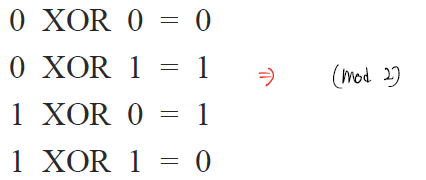 0 XOR 0 = 0
0 XOR 1 = 1 ⇒ (mod 2)
1 XOR 0 = 1
1 XOR 1 = 0